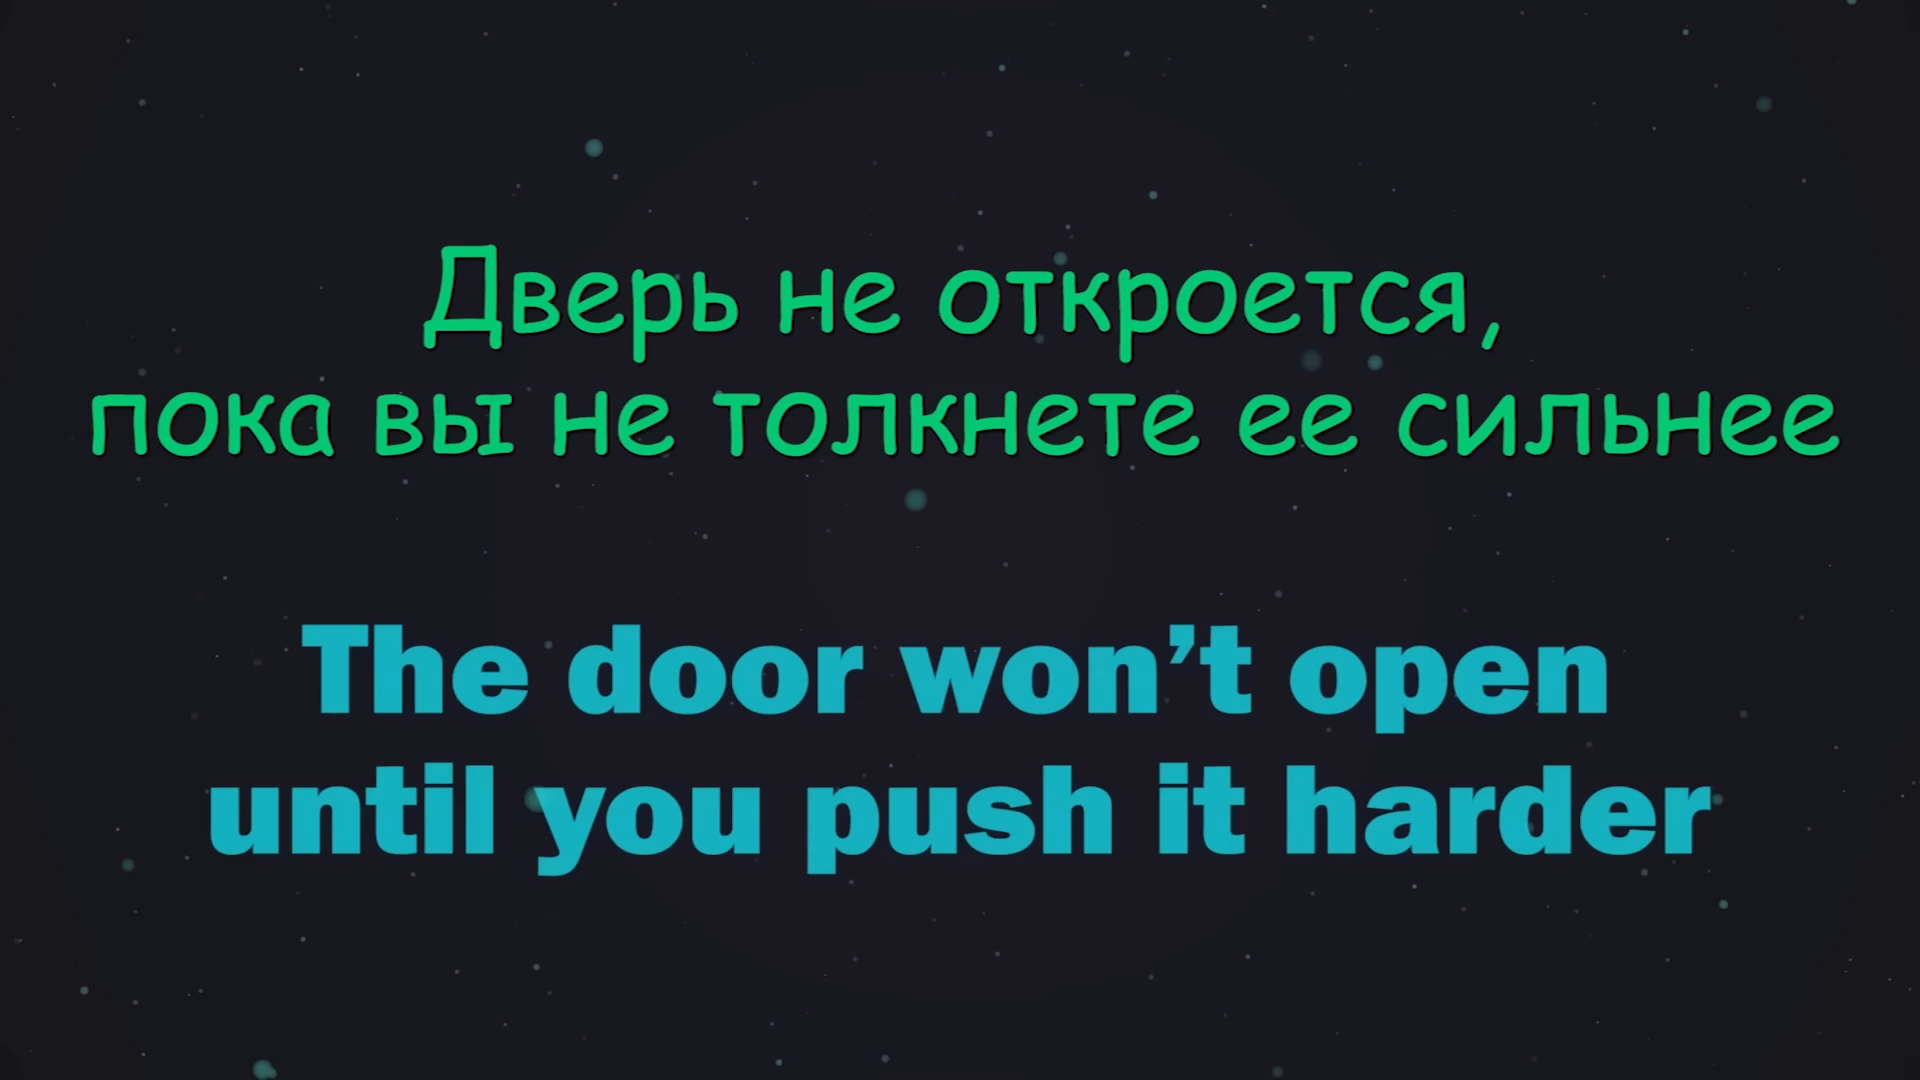 Дверь не откроется,
пока вы не толкнете ее сильнее
The door won’t open
until you push it harder